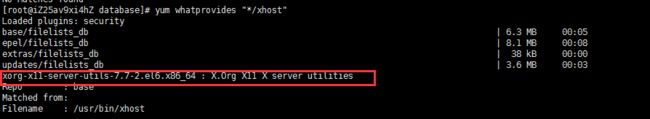 [root@iZ25av9xi4hZ database]# yum whatprovides "*/xhost"
Loaded plugins: security
base/filelists_db | 6.3 MB 00:05
epel/filelists_db | 8.1 MB 00:08
extras/filelists_db | 38 kB 00:00
updates/filelists_db | 3.6 MB 00:03
xorg-x11-server-utils-7.7-2.el6.x86_64 : X.Org X11 X server utilities
Repo : base
Matched from:
Filename : /usr/bin/xhost